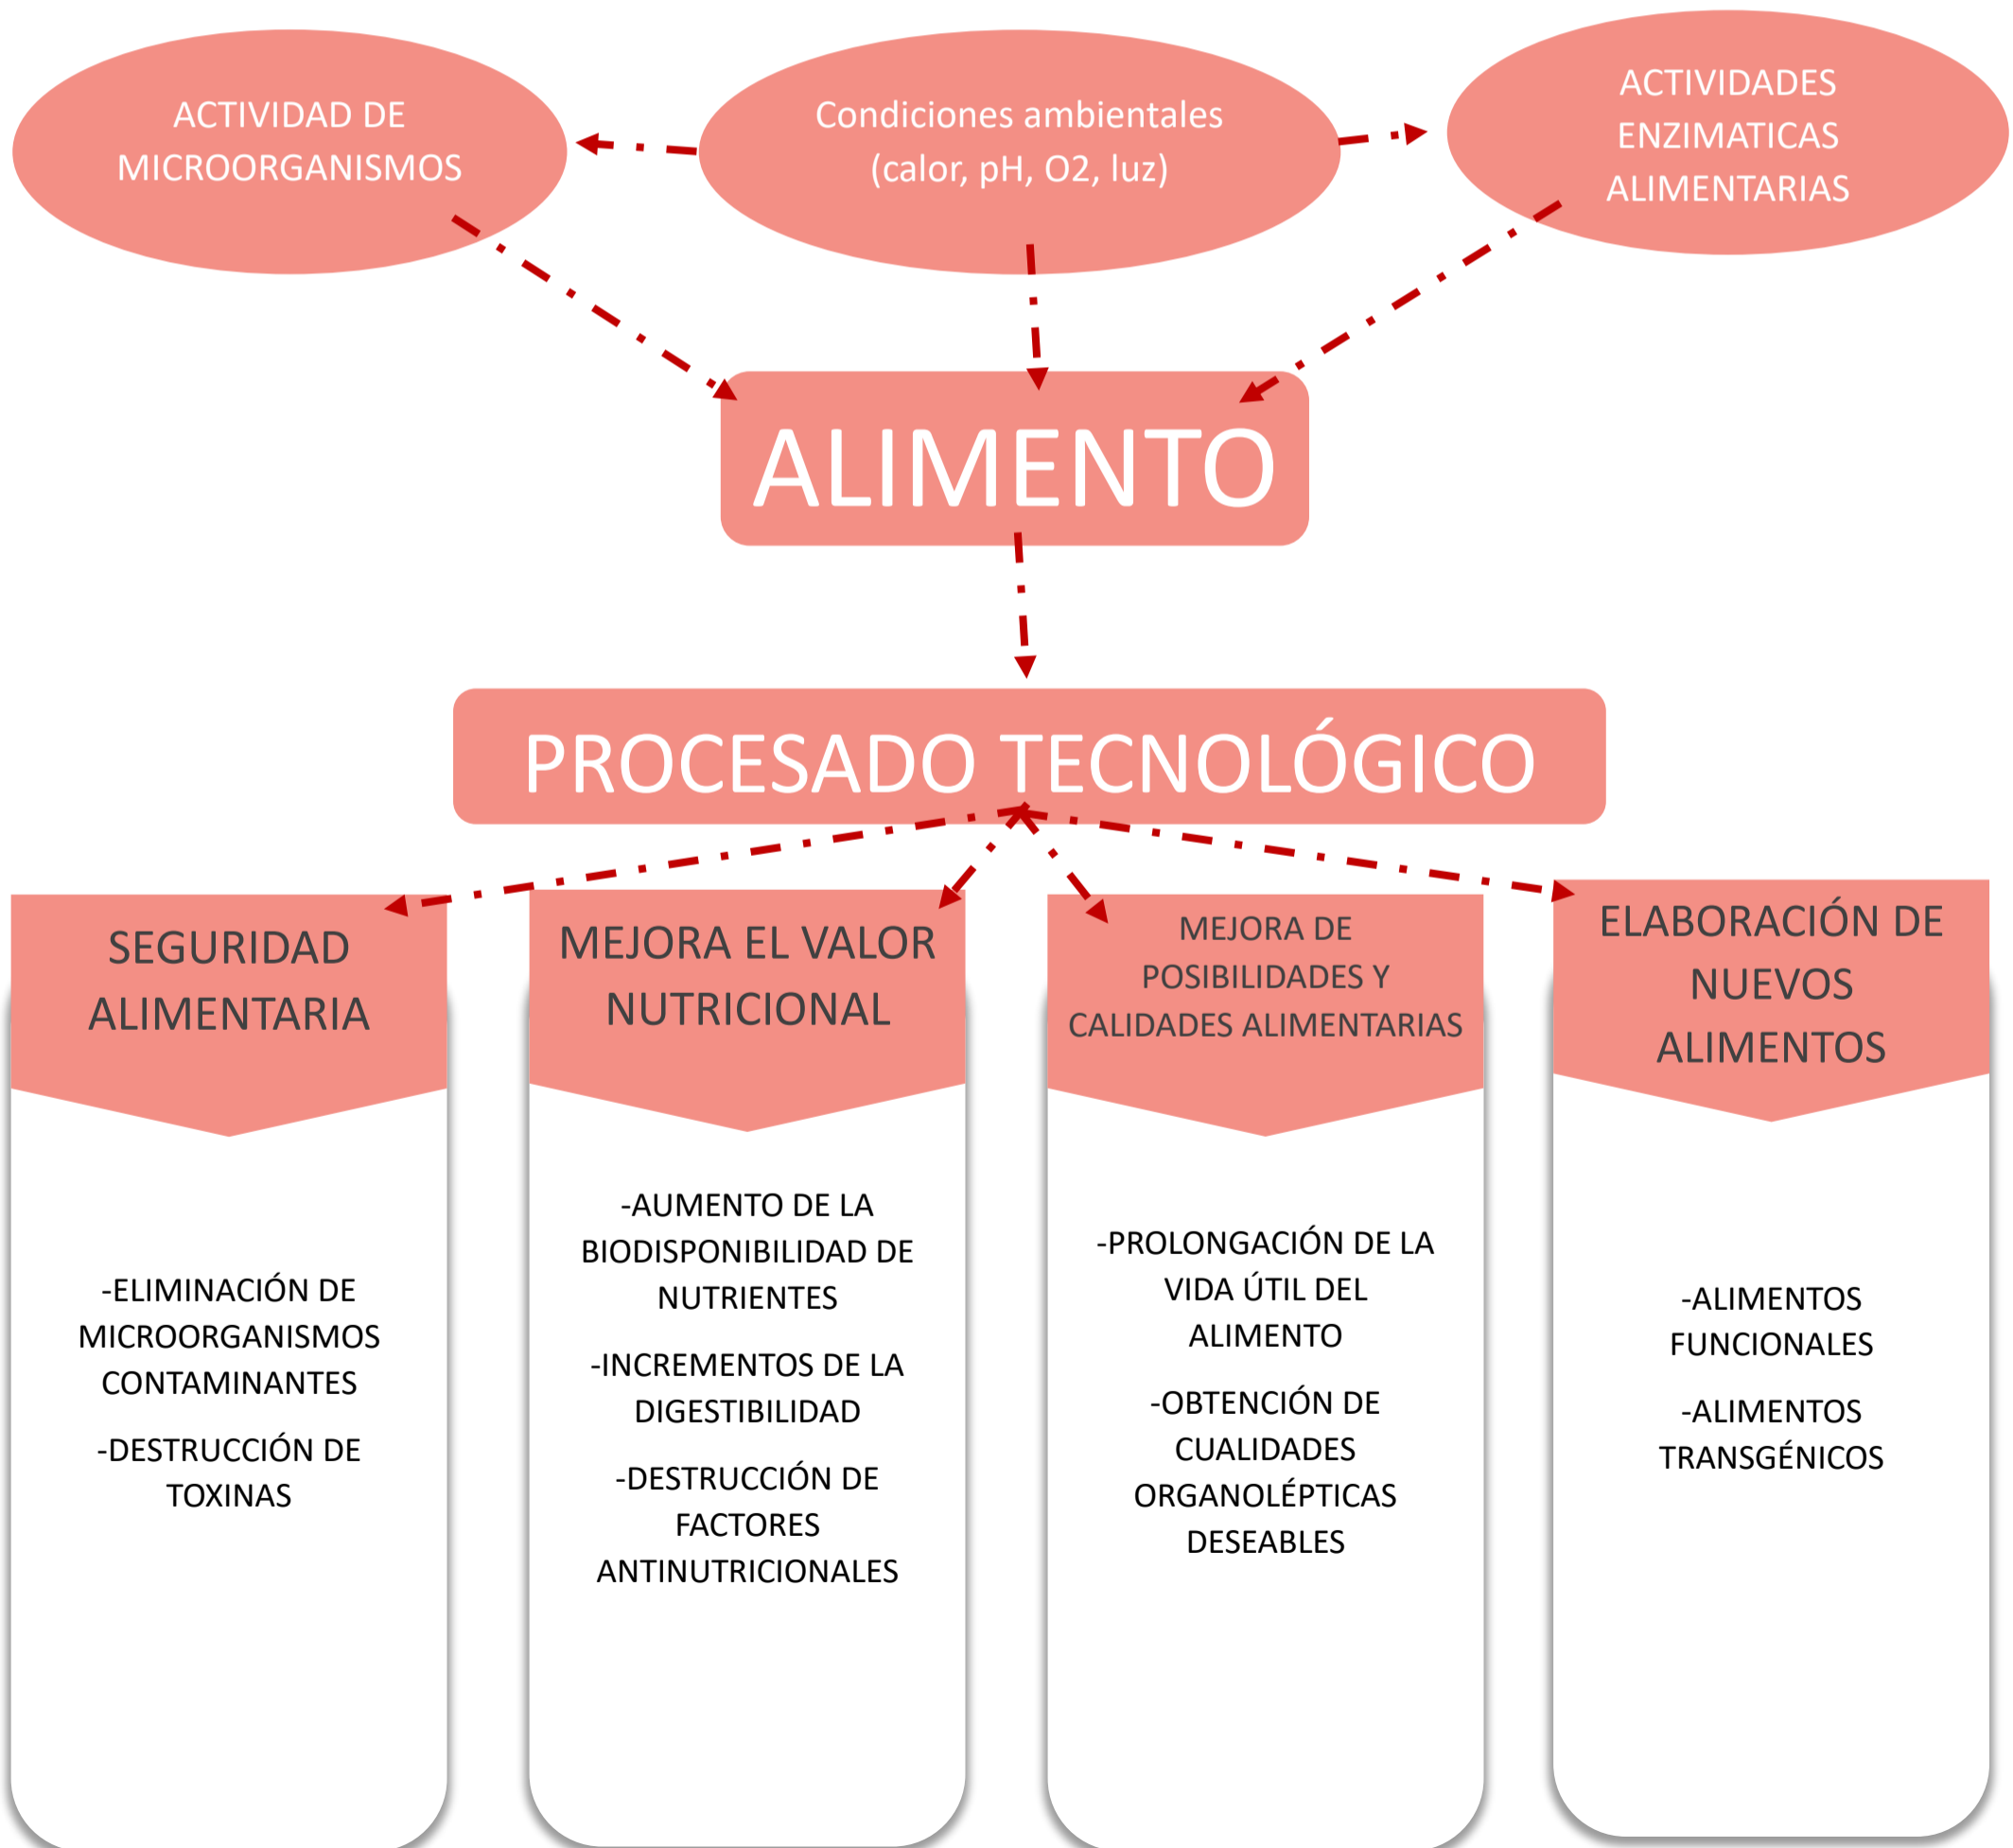 ACTIVIDAD DE
MICROORGANISMOS
Condiciones ambientales
(calor, pH, O2, luz)
ACTIVIDADES
ENZIMATICAS
ALIMENTARIAS
ALIMENTO
PROCESADO TECNOLÓGICO
SEGURIDAD
ALIMENTARIA
-ELIMINACIÓN DE
MICROORGANISMOS
CONTAMINANTES
-DESTRUCCIÓN DE
TOXINAS
MEJORA EL VALOR
NUTRICIONAL
-AUMENTO DE LA
BIODISPONIBILIDAD DE
NUTRIENTES
-INCREMENTOS DE LA
DIGESTIBILIDAD
-DESTRUCCIÓN DE
FACTORES
ANTINUTRICIONALES
MEJORA DE
POSIBILIDADES Y
CALIDADES ALIMENTARIAS
-PROLONGACIÓN DE LA
VIDA ÚTIL DEL
ALIMENTO
-OBTENCIÓN DE
CUALIDADES
ORGANOLÉPTICAS
DESEABLES
ELABORACIÓN DE
NUEVOS
ALIMENTOS
-ALIMENTOS
FUNCIONALES
-ALIMENTOS
TRANSGÉNICOS